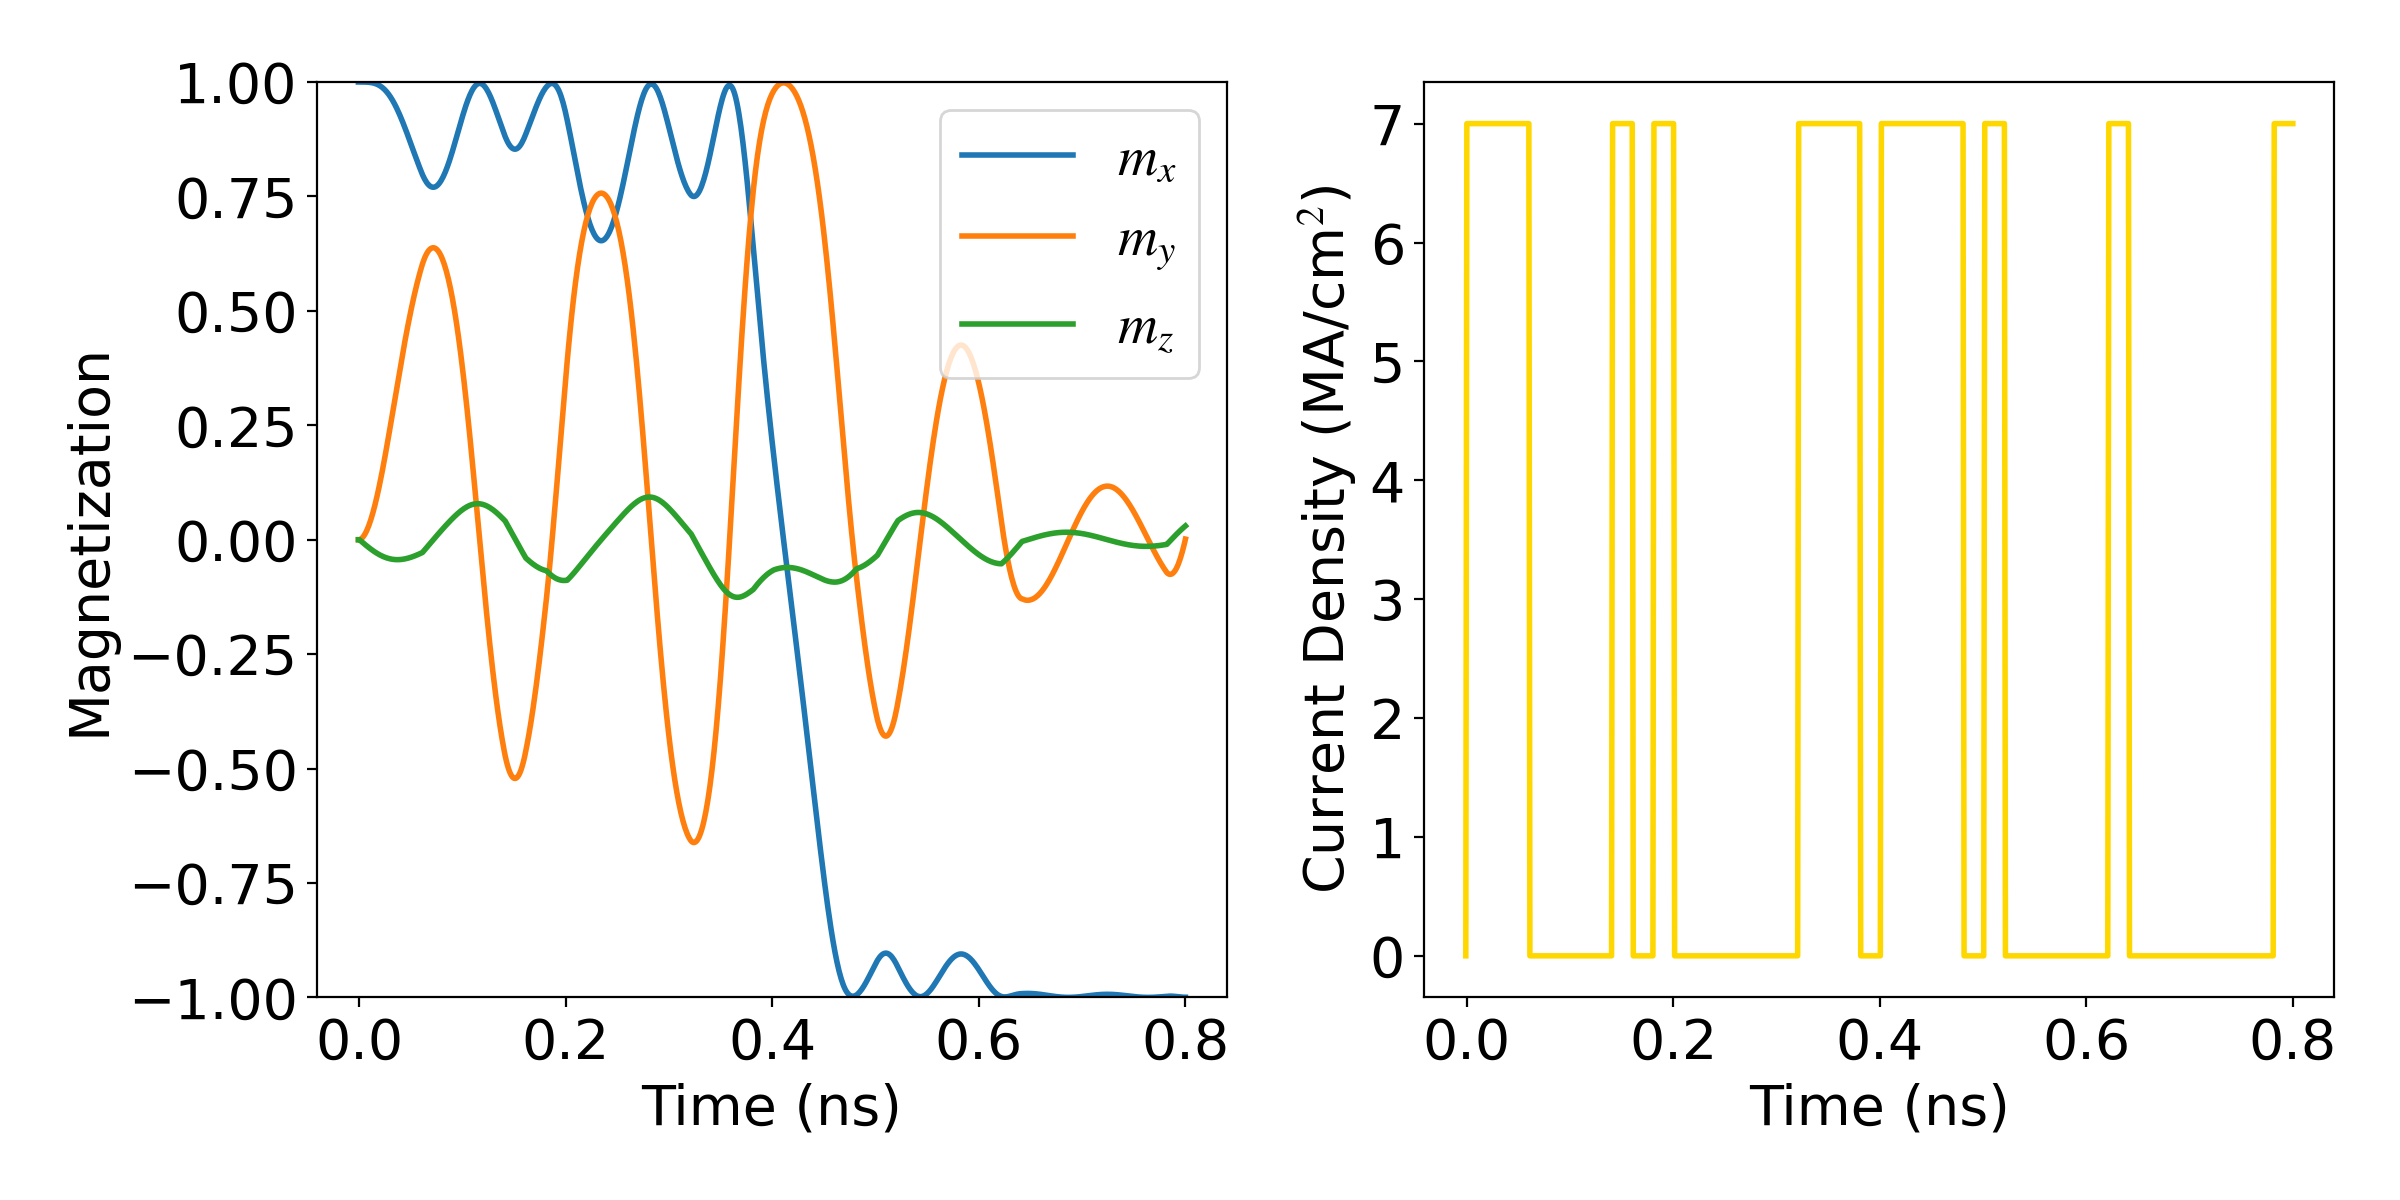 1.00
0.75
0.50
0.25
0.00
−0.25
−0.50
−0.75
−1.00
Magnetization
0.0 0.2 0.4 0.6 0.8
Time (ns)
mₓ
m_y
m_z
7
6
5
4
3
2
1
0
Current Density (MA/cm²)
0.0 0.2 0.4 0.6 0.8
Time (ns)